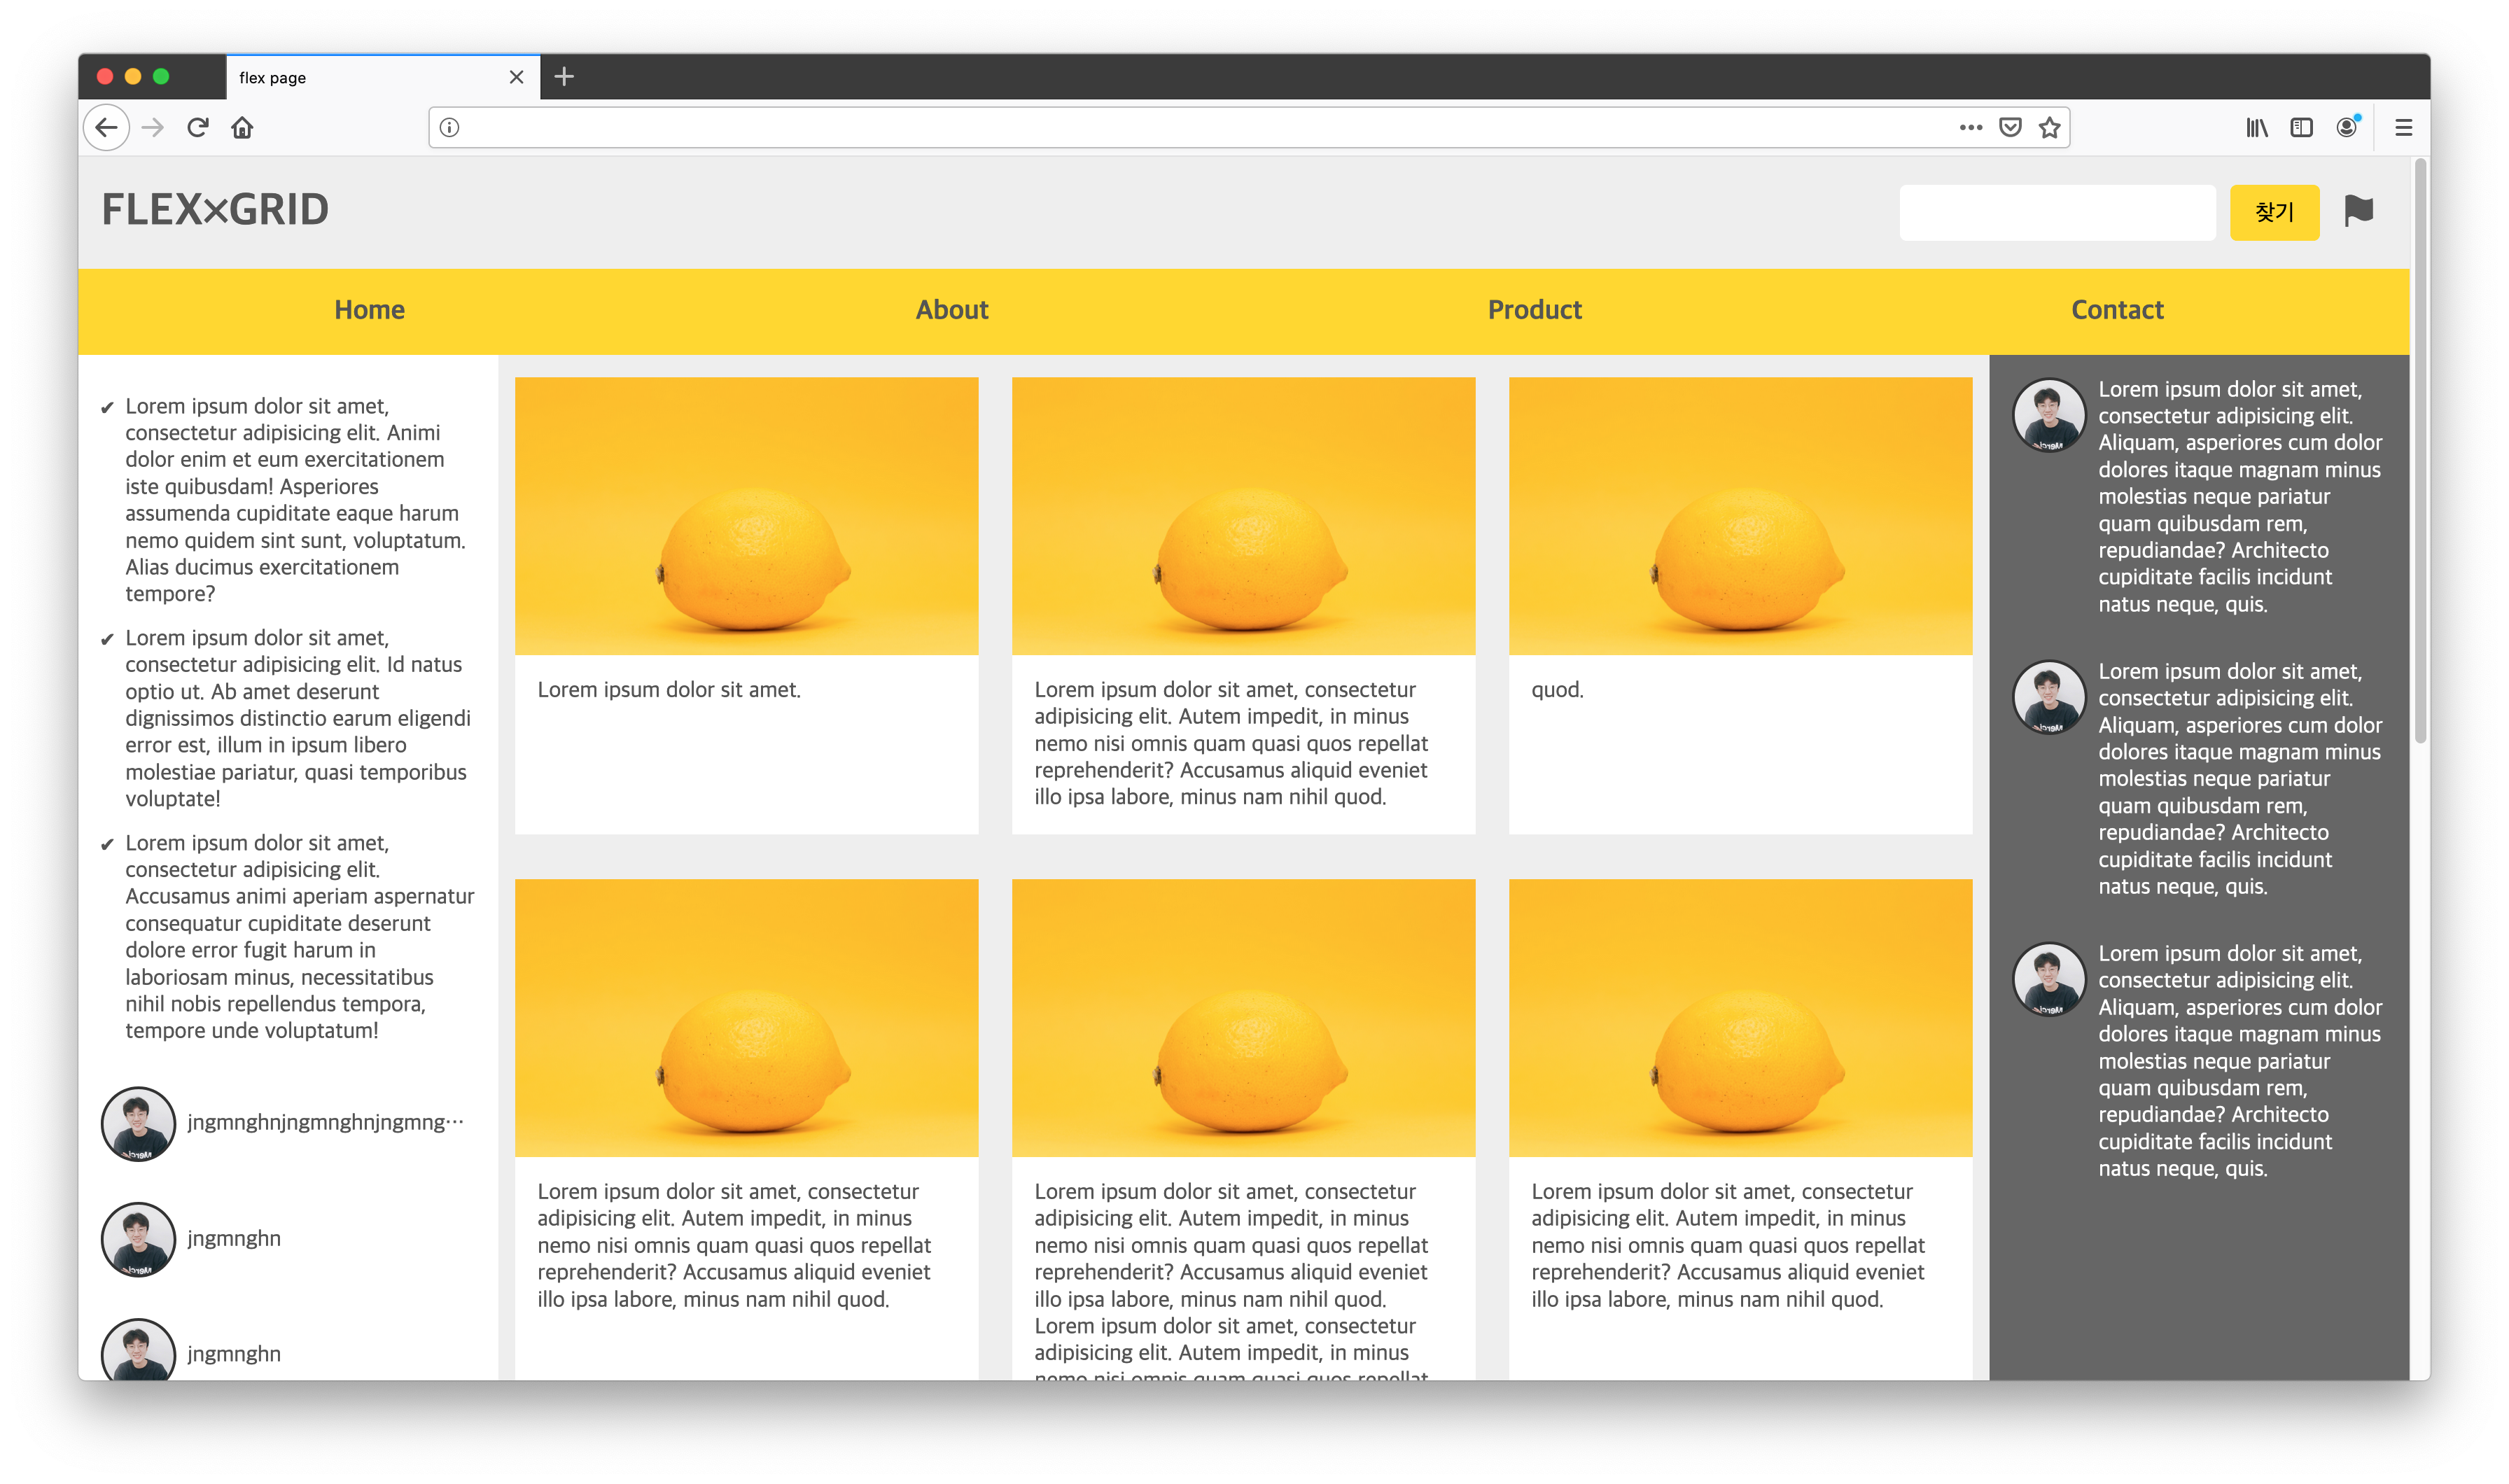 flex page
FLEX×GRID
찾기
Home
About
Product
Contact
✔ Lorem ipsum dolor sit amet,
consectetur adipisicing elit. Animi
dolor enim et eum exercitationem
iste quibusdam! Asperiores
assumenda cupiditate eaque harum
nemo quidem sint sunt, voluptatum.
Alias ducimus exercitationem
tempore?
✔ Lorem ipsum dolor sit amet,
consectetur adipisicing elit. Id natus
optio ut. Ab amet deserunt
dignissimos distinctio earum eligendi
error est, illum in ipsum libero
molestiae pariatur, quasi temporibus
voluptate!
✔ Lorem ipsum dolor sit amet,
consectetur adipisicing elit.
Accusamus animi aperiam aspernatur
consequatur cupiditate deserunt
dolore error fugit harum in
laboriosam minus, necessitatibus
nihil nobis repellendus tempora,
tempore unde voluptatum!
jngmnghnjngmnghnjngmng…
jngmnghn
jngmnghn
Lorem ipsum dolor sit amet.
Lorem ipsum dolor sit amet, consectetur
adipisicing elit. Autem impedit, in minus
nemo nisi omnis quam quasi quos repellat
reprehenderit? Accusamus aliquid eveniet
illo ipsa labore, minus nam nihil quod.
quod.
Lorem ipsum dolor sit amet, consectetur
adipisicing elit. Autem impedit, in minus
nemo nisi omnis quam quasi quos repellat
reprehenderit? Accusamus aliquid eveniet
illo ipsa labore, minus nam nihil quod.
Lorem ipsum dolor sit amet, consectetur
adipisicing elit. Autem impedit, in minus
nemo nisi omnis quam quasi quos repellat
reprehenderit? Accusamus aliquid eveniet
illo ipsa labore, minus nam nihil quod.
Lorem ipsum dolor sit amet, consectetur
adipisicing elit. Autem impedit, in minus
nemo nisi omnis quam quasi quos repellat
Lorem ipsum dolor sit amet, consectetur
adipisicing elit. Autem impedit, in minus
nemo nisi omnis quam quasi quos repellat
reprehenderit? Accusamus aliquid eveniet
illo ipsa labore, minus nam nihil quod.
Lorem ipsum dolor sit amet,
consectetur adipisicing elit.
Aliquam, asperiores cum dolor
dolores itaque magnam minus
molestias neque pariatur
quam quibusdam rem,
repudiandae? Architecto
cupiditate facilis incidunt
natus neque, quis.
Lorem ipsum dolor sit amet,
consectetur adipisicing elit.
Aliquam, asperiores cum dolor
dolores itaque magnam minus
molestias neque pariatur
quam quibusdam rem,
repudiandae? Architecto
cupiditate facilis incidunt
natus neque, quis.
Lorem ipsum dolor sit amet,
consectetur adipisicing elit.
Aliquam, asperiores cum dolor
dolores itaque magnam minus
molestias neque pariatur
quam quibusdam rem,
repudiandae? Architecto
cupiditate facilis incidunt
natus neque, quis.